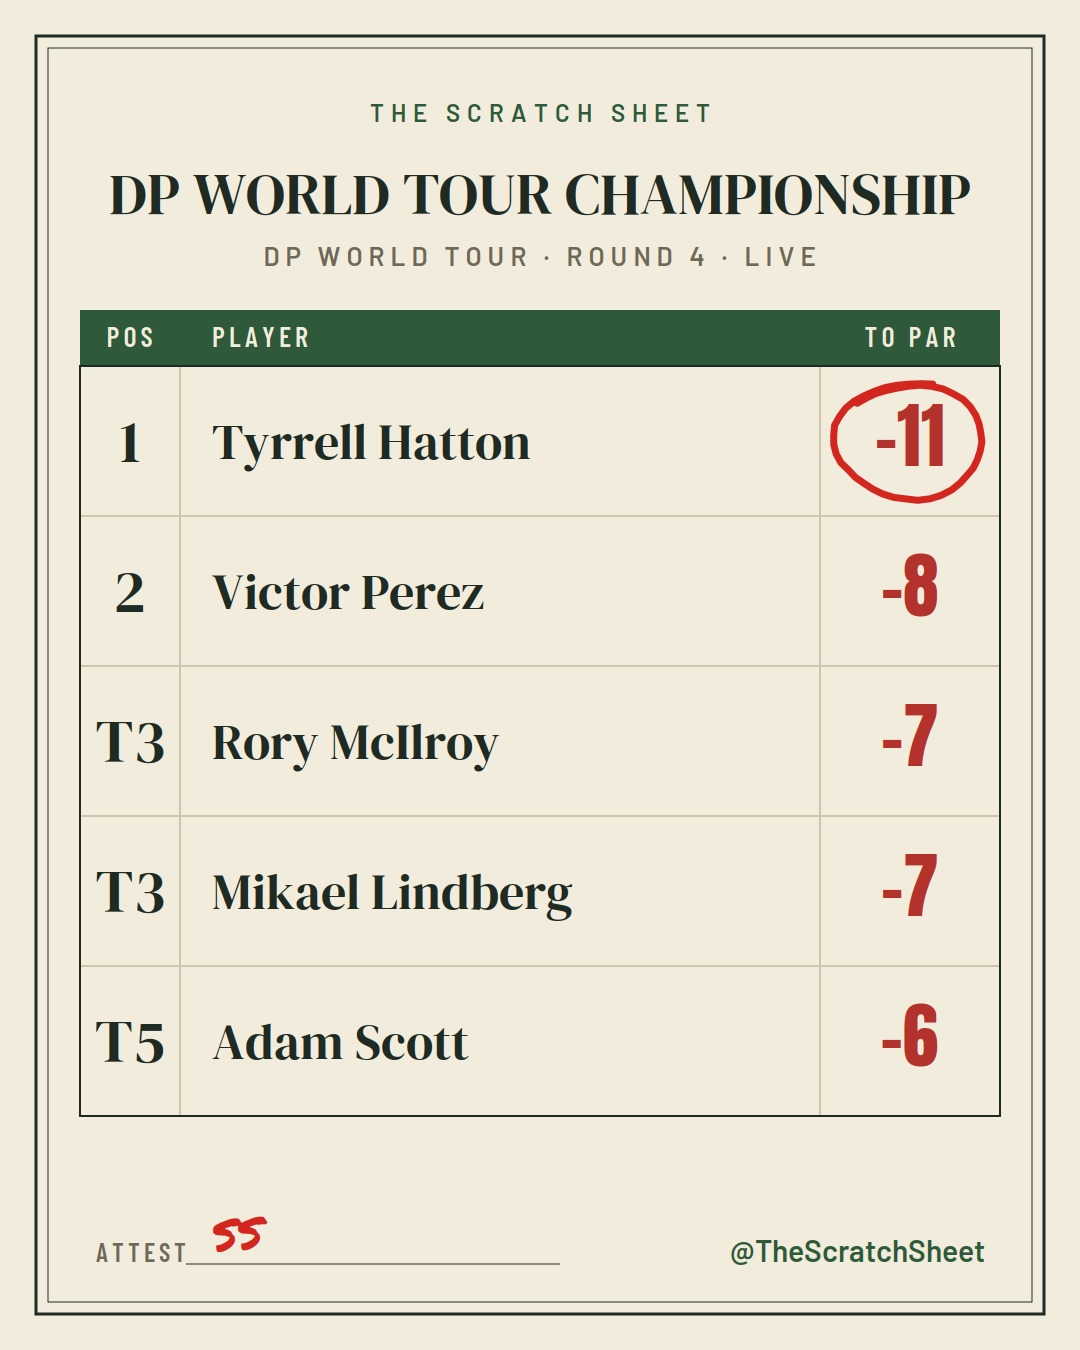 THE SCRATCH SHEET
DP WORLD TOUR CHAMPIONSHIP
DP WORLD TOUR · ROUND 4 · LIVE
POS PLAYER TO PAR
1 Tyrrell Hatton -11
2 Victor Perez -8
T3 Rory McIlroy -7
T3 Mikael Lindberg -7
T5 Adam Scott -6
ATTEST SS @TheScratchSheet